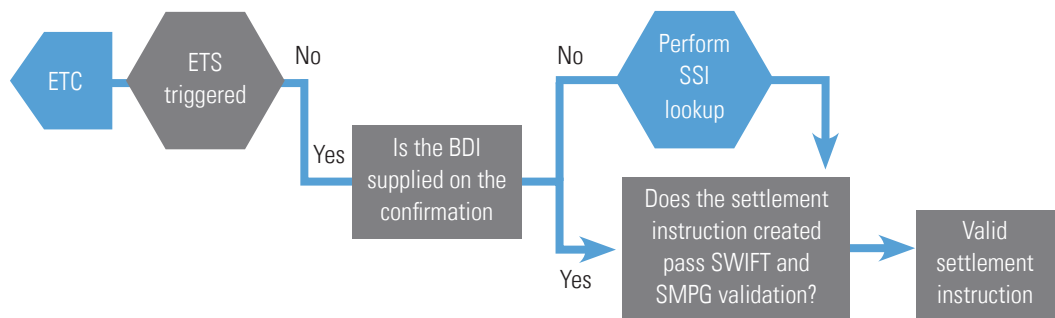 ETC
ETS
triggered
No
Yes
Is the BDI
supplied on the
confirmation
No
Yes
Perform
SSI
lookup
Does the settlement
instruction created
pass SWIFT and
SMPG validation?
Valid
settlement
instruction